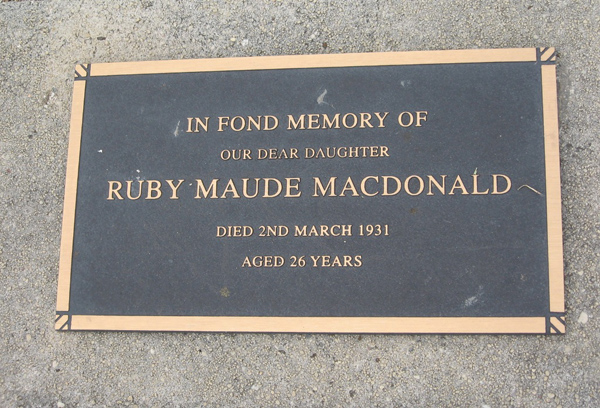 IN FOND MEMORY OF
OUR DEAR DAUGHTER
RUBY MAUDE MACDONALD
DIED 2ND MARCH 1931
AGED 26 YEARS